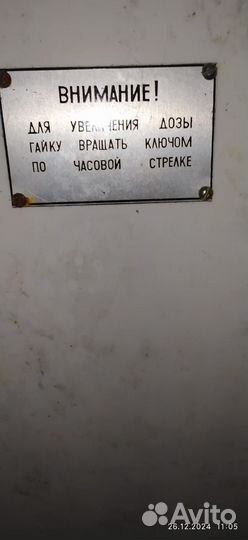 ВНИМАНИЕ!
ДЛЯ УВЕЛИЧЕНИЯ ДОЗЫ
ГАЙКУ ВРАЩАТЬ КЛЮЧОМ
ПО ЧАСОВОЙ СТРЕЛКЕ
Avito
26.12.2024 11:05